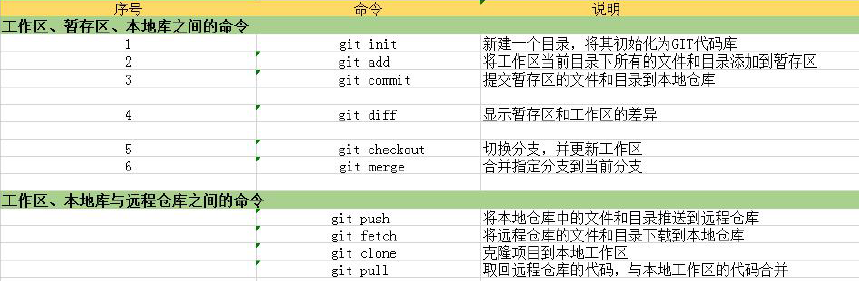 序号 命令 说明
工作区、暂存区、本地库之间的命令
1 git init 新建一个目录，将其初始化为GIT代码库
2 git add 将工作区当前目录下所有的文件和目录添加到暂存区
3 git commit 提交暂存区的文件和目录到本地仓库
4 git diff 显示暂存区和工作区的差异
5 git checkout 切换分支，并更新工作区
6 git merge 合并指定分支到当前分支
工作区、本地库与远程仓库之间的命令
git push 将本地仓库中的文件和目录推送到远程仓库
git fetch 将远程仓库的文件和目录下载到本地仓库
git clone 克隆项目到本地工作区
git pull 取回远程仓库的代码，与本地工作区的代码合并